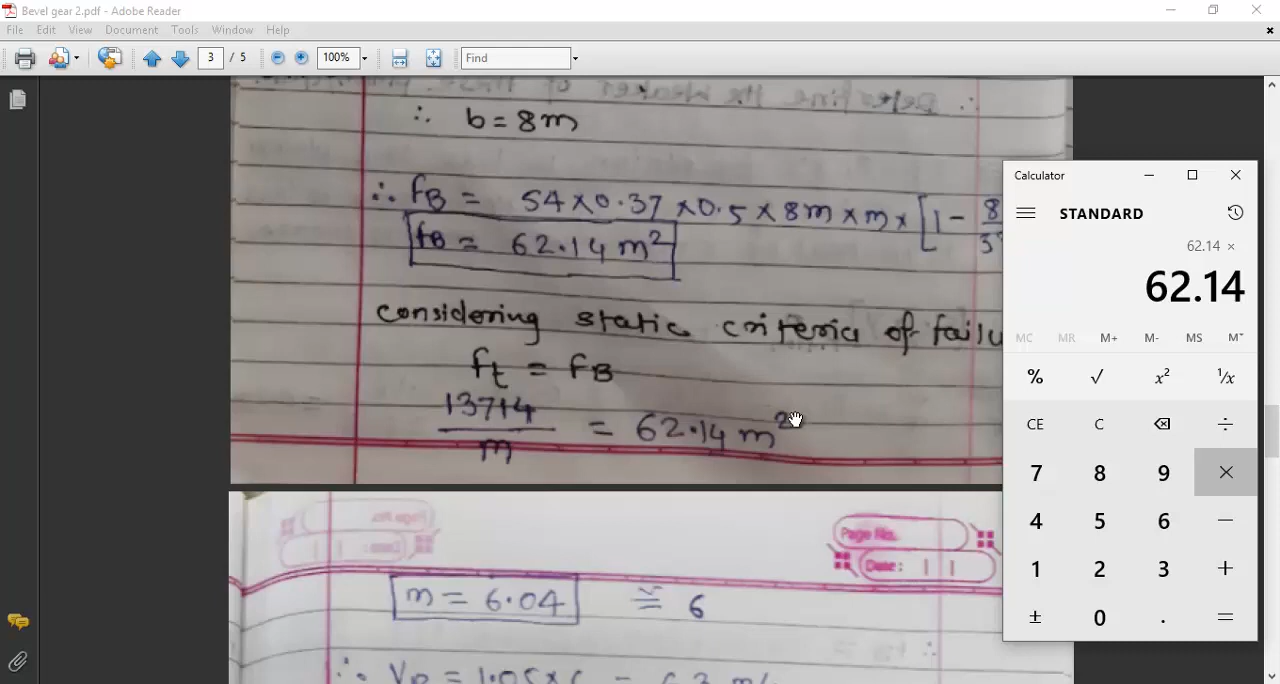 Bevel gear 2.pdf - Adobe Reader
File Edit View Document Tools Window Help
3 / 5 100% Find
∴ b = 8m
∴ fB = 54 × 0.37 × 0.5 × 8m × m × [1 - 8
fB = 62.14 m²
considering static criteria of failu
ft = fB
13714
= 62.14 m²
m
Page No.
Date:
m = 6.04 ≅ 6
Calculator
STANDARD
62.14 ×
62.14
MC MR M+ M- MS M˅
% √ x² ¹/x
CE C ⌫ ÷
7 8 9 ×
4 5 6 −
1 2 3 +
± 0 . =